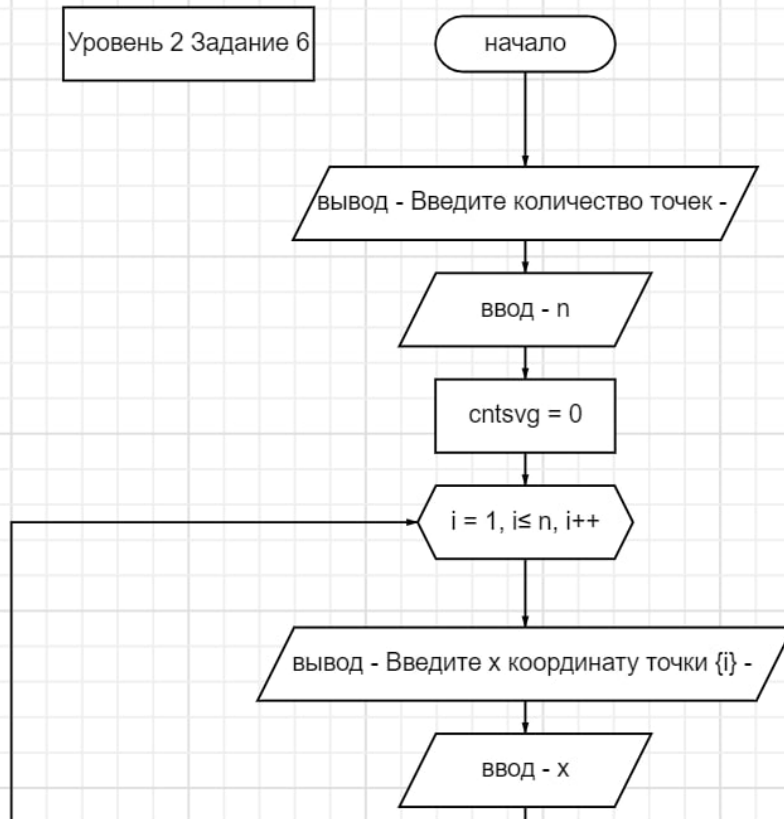 Уровень 2 Задание 6
начало
вывод - Введите количество точек -
ввод - n
cntsvg = 0
i = 1, i≤ n, i++
вывод - Введите x координату точки {i} -
ввод - x